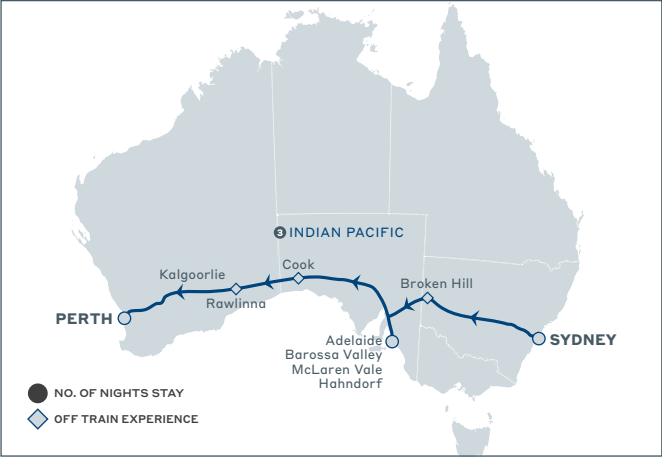 3 INDIAN PACIFIC
Cook
Kalgoorlie
Broken Hill
Rawlinna
PERTH
SYDNEY
Adelaide
Barossa Valley
McLaren Vale
Hahndorf
NO. OF NIGHTS STAY
OFF TRAIN EXPERIENCE